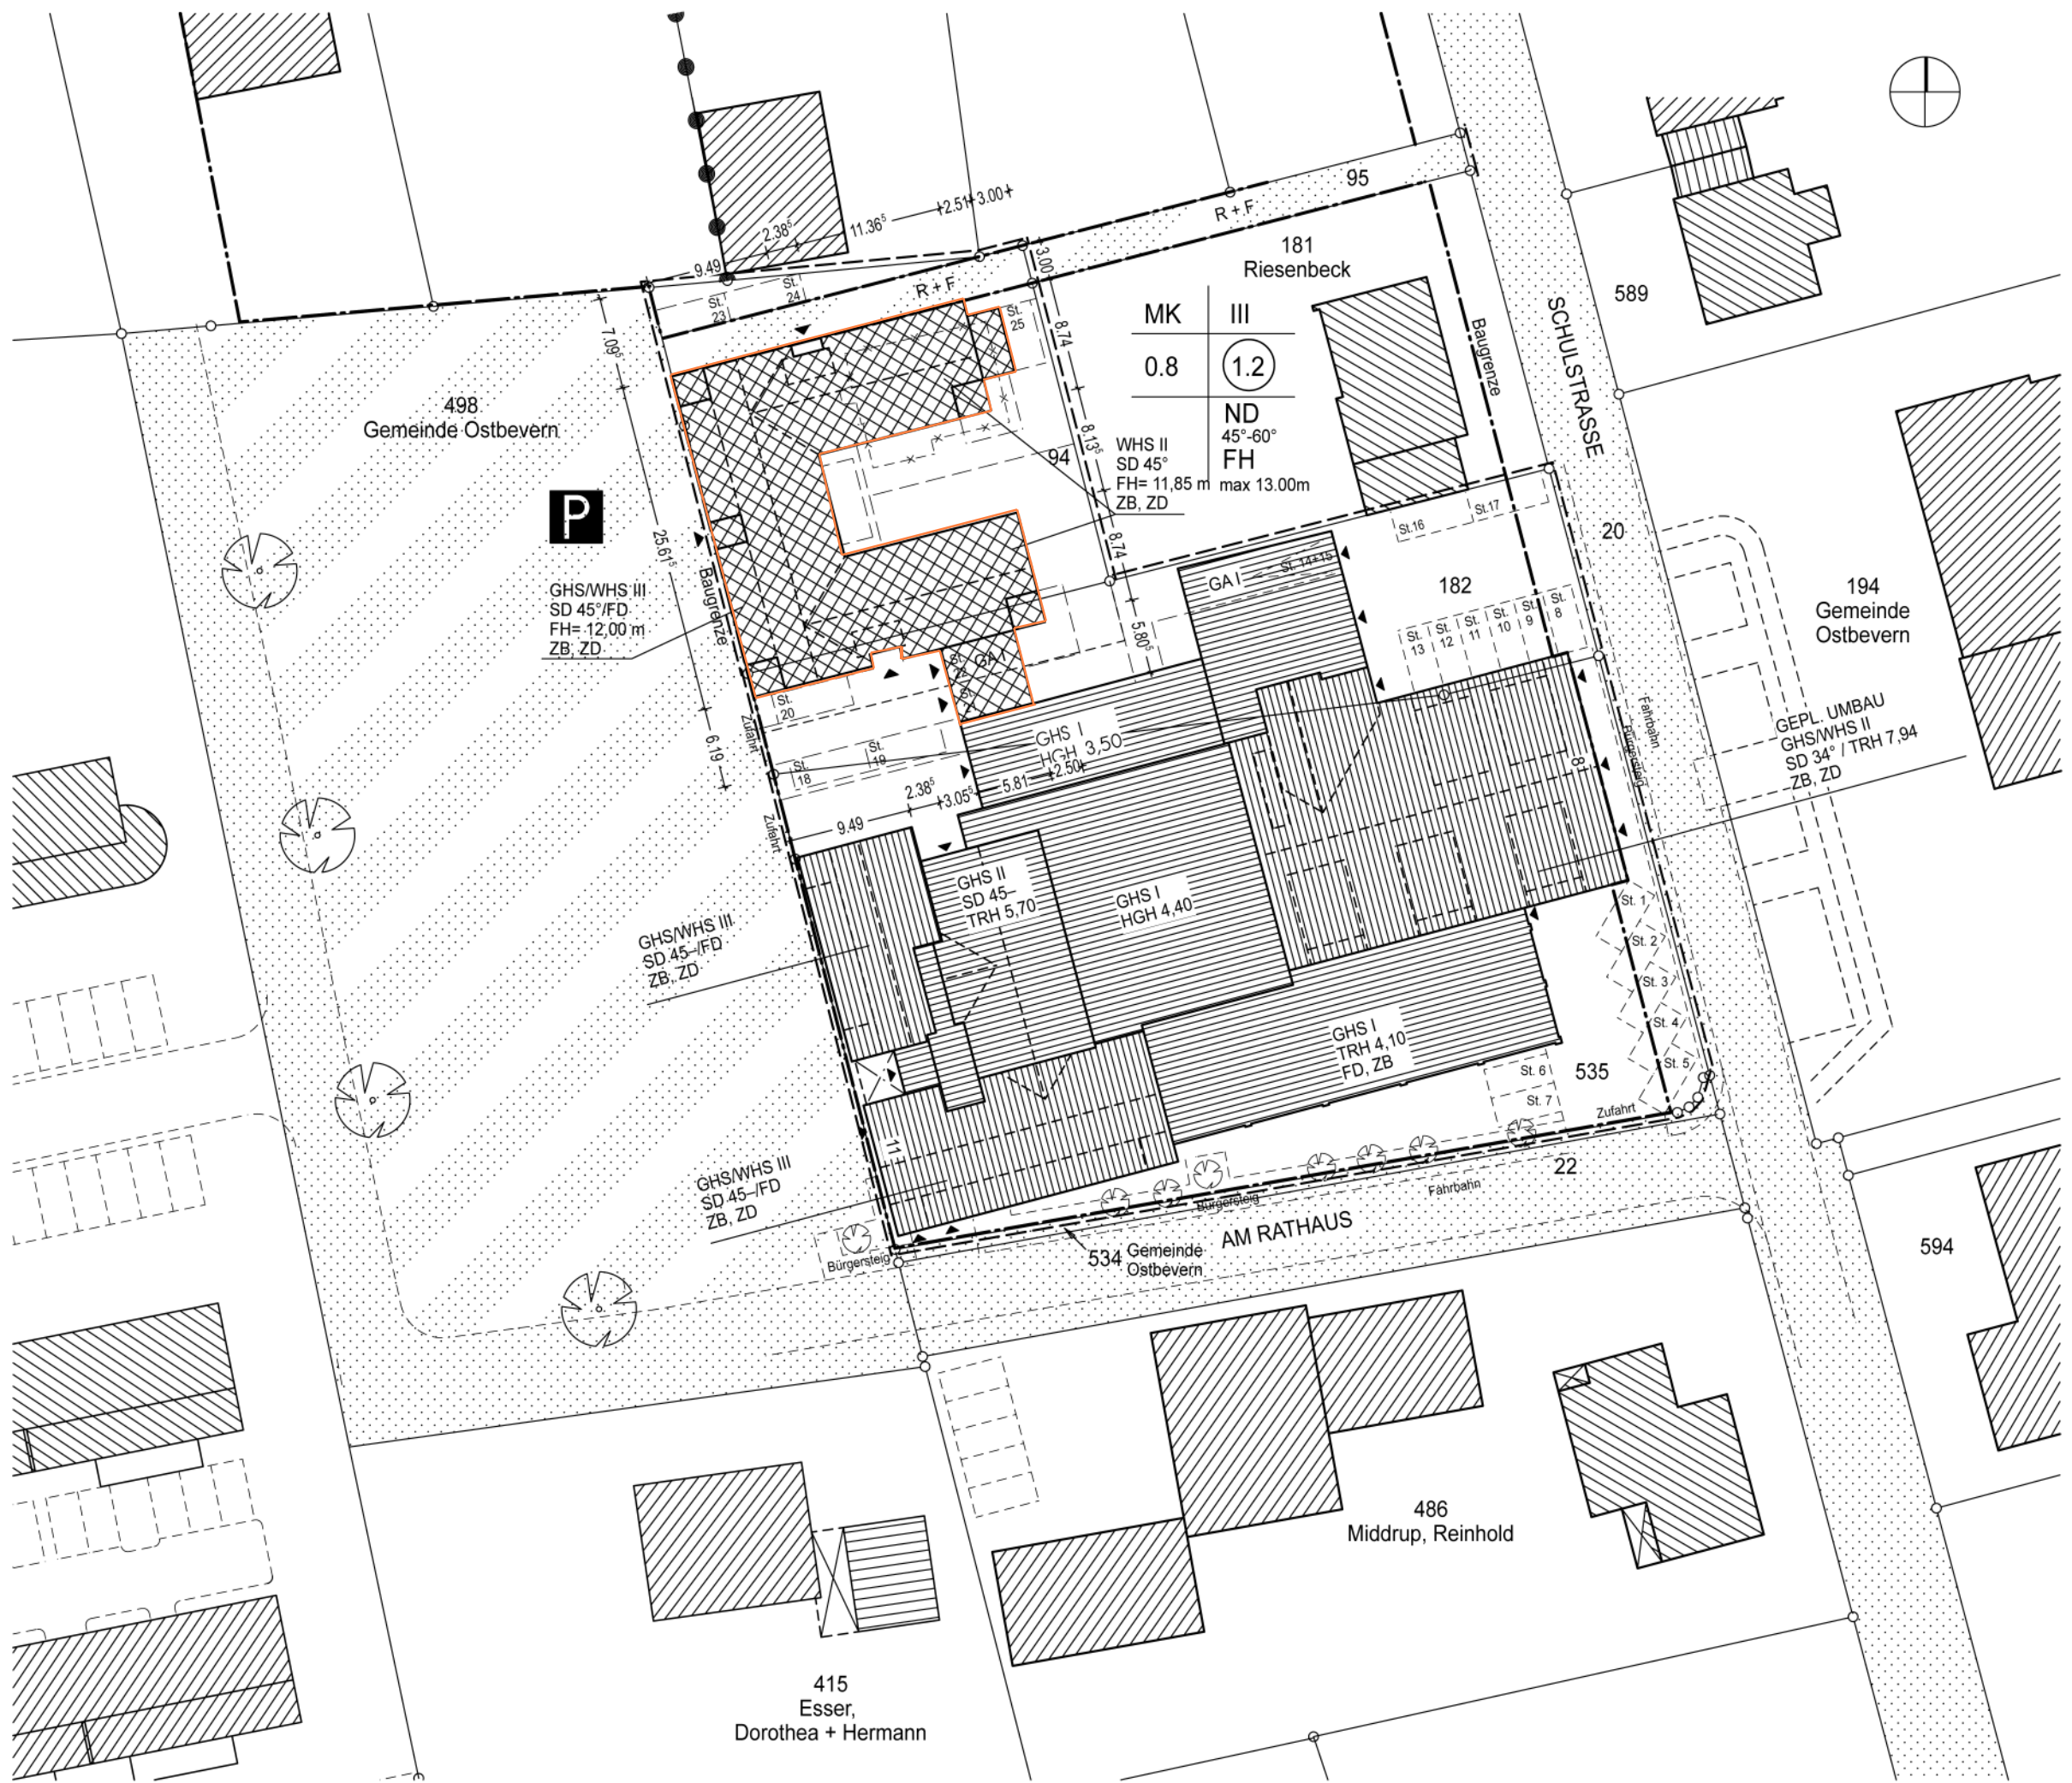 95
R + F
2.38⁵
11.36⁵
2.51
3.00
9.49
3.00
181
Riesenbeck
589
SCHULSTRASSE
St.
24
St.
23
R + F
St.
25
MK
III
0.8
1.2
ND
45°-60°
FH
max 13.00m
Baugrenze
7.09⁵
8.74
498
Gemeinde Ostbevern
8.13⁵
94
WHS II
SD 45°
FH= 11,85 m
ZB, ZD
P
25.61⁵
Baugrenze
8.74
St.16
St.17
20
GHS/WHS III
SD 45°/FD
FH= 12,00 m
ZB, ZD
GA I
St. 14+15
182
194
Gemeinde
Ostbevern
St.
13
St.
12
St.
11
St.
10
St.
9
St.
8
5.80⁵
GA I
St.
St.
St.
20
6.19
Zufahrt
St.
18
St.
19
GHS I
HGH 3,50
Fahrbahn
Bürgersteig
GEPL. UMBAU
GHS/WHS II
SD 34° / TRH 7,94
ZB, ZD
8
2.38⁵
3.05⁵
5.81
2.50
9.49
Zufahrt
GHS II
SD 45–
TRH 5,70
GHS I
HGH 4,40
St. 1
St. 2
St. 3
St. 4
St. 5
GHS/WHS III
SD 45–/FD
ZB, ZD
GHS I
TRH 4,10
FD, ZB
St. 6
St. 7
535
Zufahrt
11
GHS/WHS III
SD 45–/FD
ZB, ZD
22
Bürgersteig
Fahrbahn
AM RATHAUS
Bürgersteig
534
Gemeinde
Ostbevern
594
486
Middrup, Reinhold
415
Esser,
Dorothea + Hermann